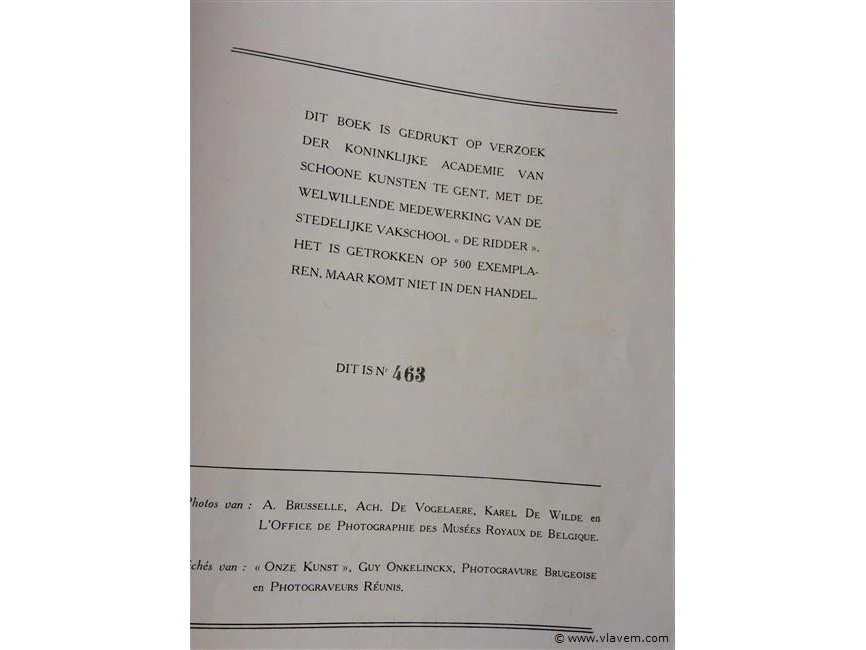 DIT BOEK IS GEDRUKT OP VERZOEK
DER KONINKLIJKE ACADEMIE VAN
SCHOONE KUNSTEN TE GENT, MET DE
WELWILLENDE MEDEWERKING VAN DE
STEDELIJKE VAKSCHOOL « DE RIDDER ».
HET IS GETROKKEN OP 500 EXEMPLA-
REN, MAAR KOMT NIET IN DEN HANDEL.
DIT IS Nr 463
Photos van : A. BRUSSELLE, ACH. DE VOGELAERE, KAREL DE WILDE en
L'OFFICE DE PHOTOGRAPHIE DES MUSÉES ROYAUX DE BELGIQUE.
ichés van : « ONZE KUNST », GUY ONKELINCKX, PHOTOGRAVURE BRUGEOISE
en PHOTOGRAVEURS RÉUNIS.
© www.vlavem.com